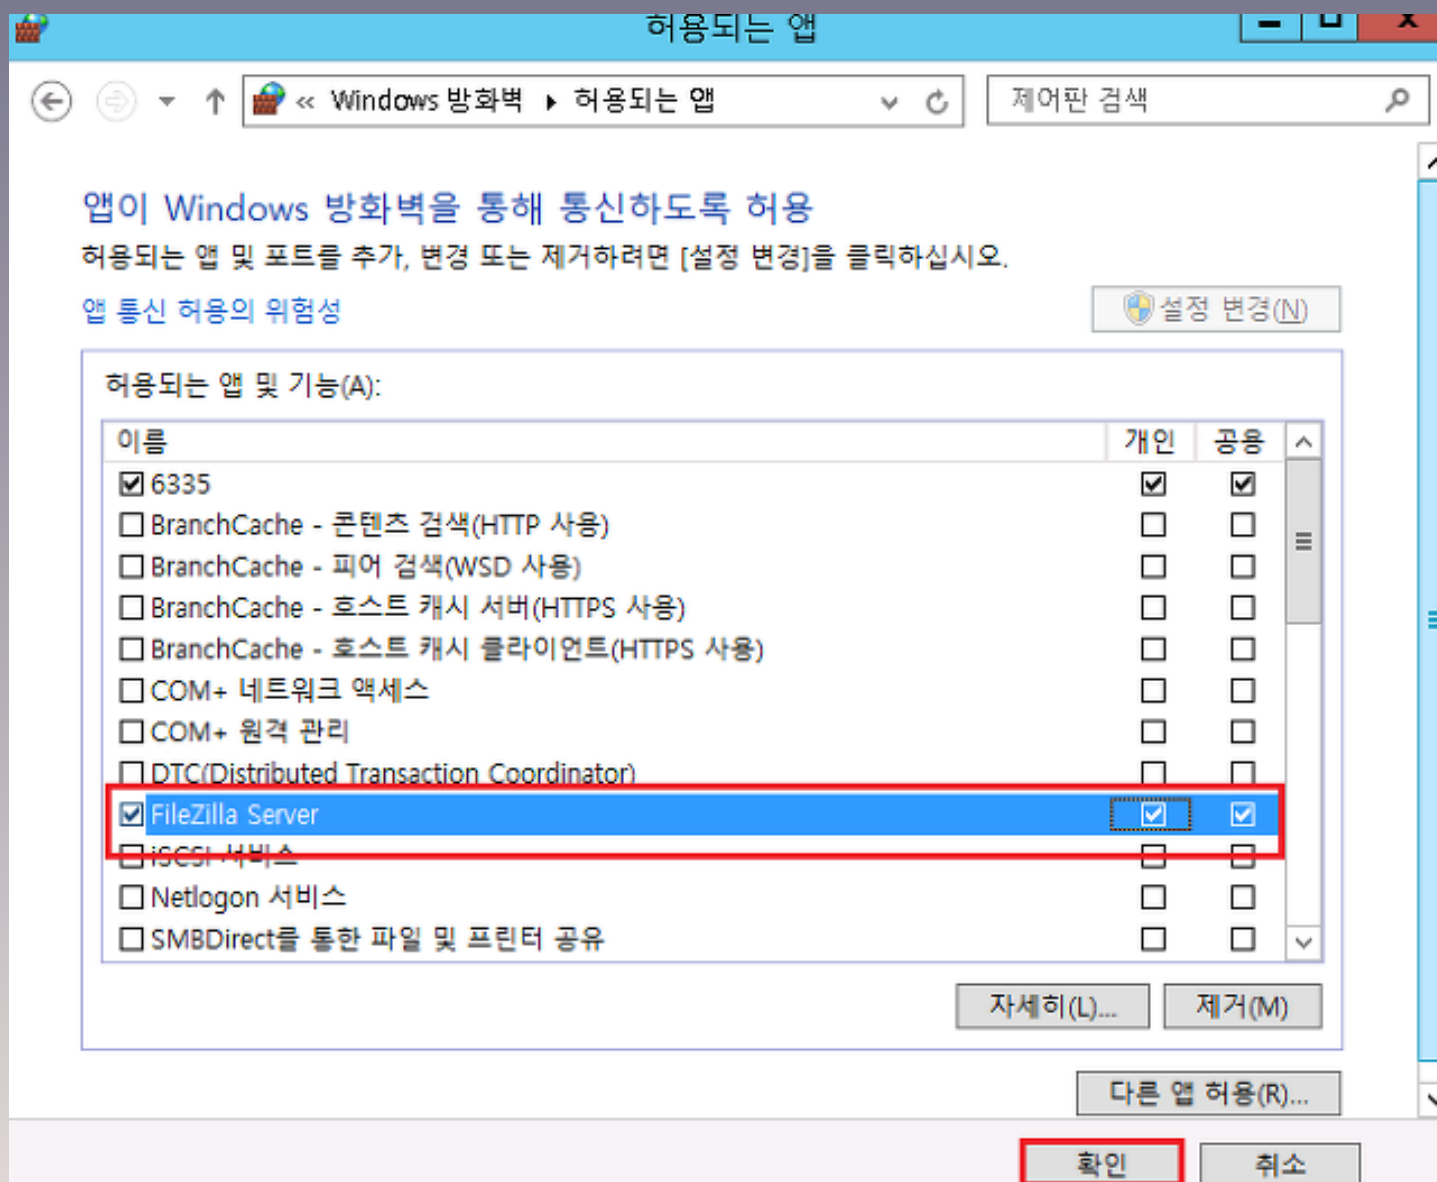 허용되는 앱
« Windows 방화벽 ▸ 허용되는 앱
제어판 검색
앱이 Windows 방화벽을 통해 통신하도록 허용
허용되는 앱 및 포트를 추가, 변경 또는 제거하려면 [설정 변경]을 클릭하십시오.
앱 통신 허용의 위험성
설정 변경(N)
허용되는 앱 및 기능(A):
이름 개인 공용
6335
BranchCache - 콘텐츠 검색(HTTP 사용)
BranchCache - 피어 검색(WSD 사용)
BranchCache - 호스트 캐시 서버(HTTPS 사용)
BranchCache - 호스트 캐시 클라이언트(HTTPS 사용)
COM+ 네트워크 액세스
COM+ 원격 관리
DTC(Distributed Transaction Coordinator)
FileZilla Server
iSCSI 서비스
Netlogon 서비스
SMBDirect를 통한 파일 및 프린터 공유
자세히(L)... 제거(M)
다른 앱 허용(R)...
확인 취소